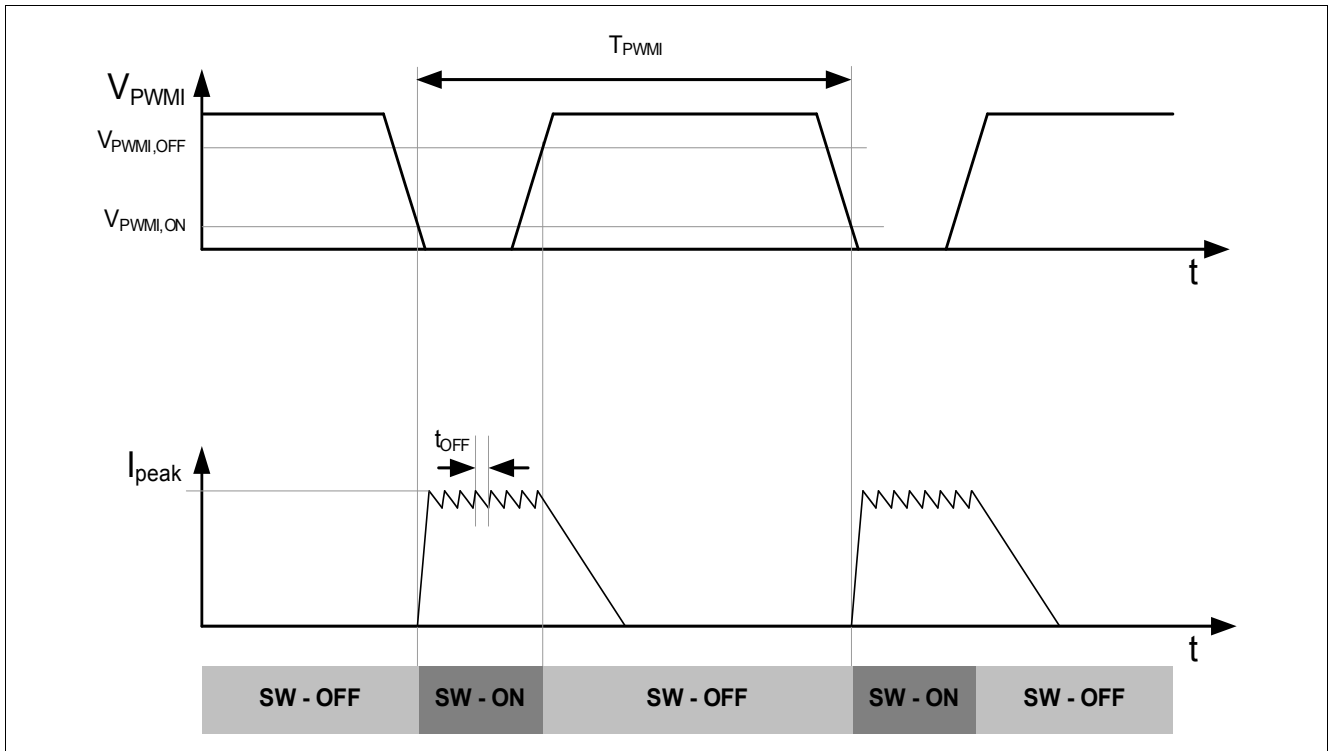 TPWMI
VPWMI
VPWMI,OFF
VPWMI,ON
t
tOFF
Ipeak
t
SW - OFF SW - ON SW - OFF SW - ON SW - OFF